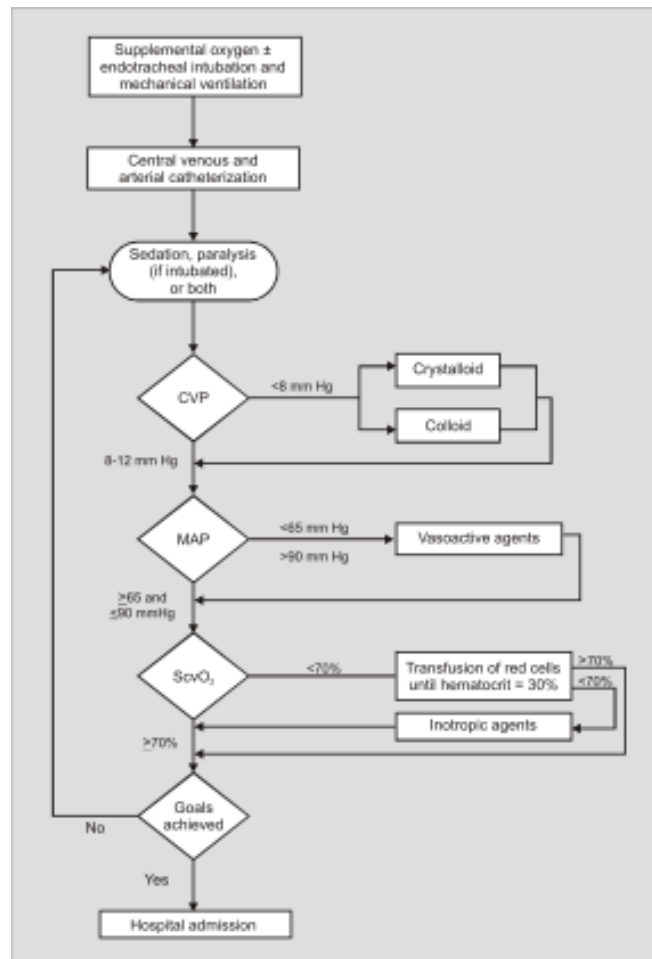 Supplemental oxygen ±
endotracheal intubation and
mechanical ventilation
Central venous and
arterial catheterization
Sedation, paralysis
(if intubated),
or both
CVP
<8 mm Hg
Crystalloid
Colloid
8-12 mm Hg
MAP
<65 mm Hg
>90 mm Hg
Vasoactive agents
≥65 and
≤90 mmHg
ScvO₂
<70%
Transfusion of red cells
until hematocrit = 30%
≥70%
<70%
Inotropic agents
≥70%
Goals
achieved
No
Yes
Hospital admission